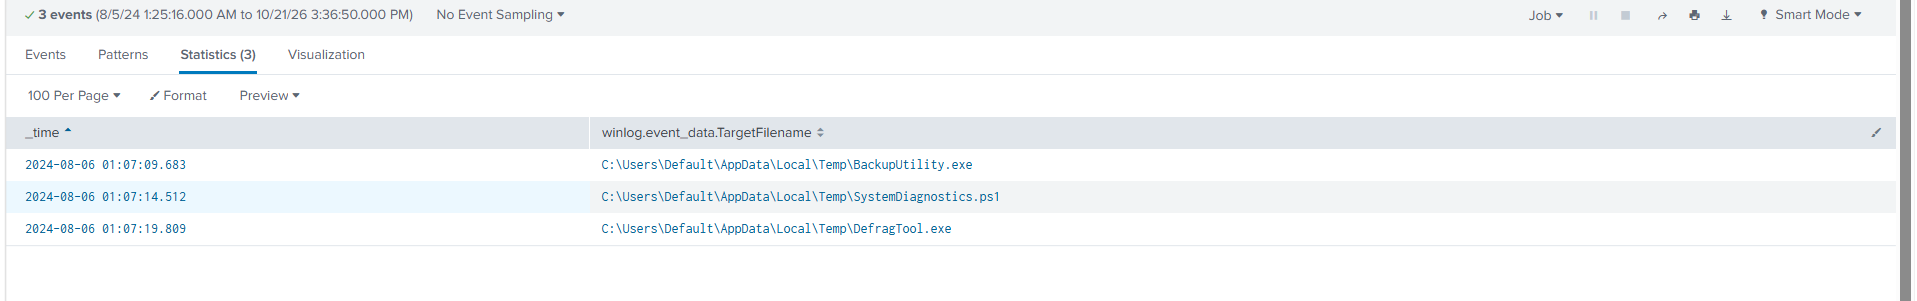 3 events (8/5/24 1:25:16.000 AM to 10/21/26 3:36:50.000 PM) No Event Sampling Job Smart Mode
Events Patterns Statistics (3) Visualization
100 Per Page Format Preview
_time winlog.event_data.TargetFilename
2024-08-06 01:07:09.683 C:\Users\Default\AppData\Local\Temp\BackupUtility.exe
2024-08-06 01:07:14.512 C:\Users\Default\AppData\Local\Temp\SystemDiagnostics.ps1
2024-08-06 01:07:19.809 C:\Users\Default\AppData\Local\Temp\DefragTool.exe